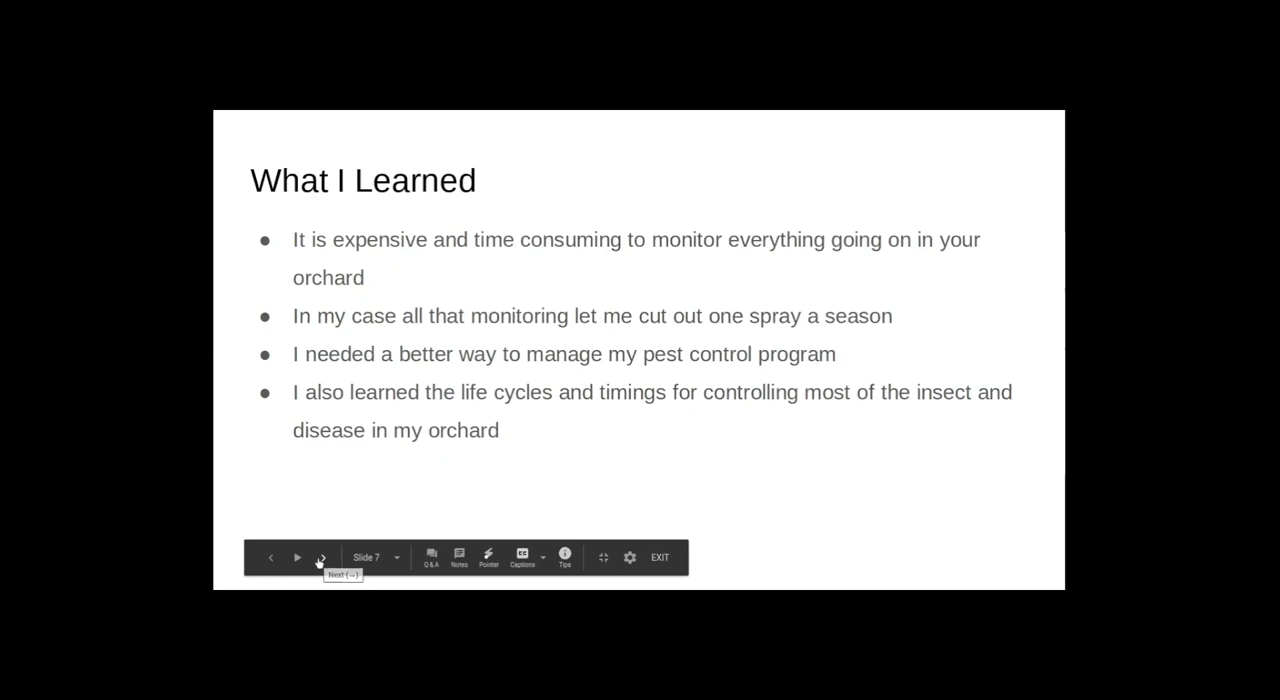 What I Learned
● It is expensive and time consuming to monitor everything going on in your
orchard
● In my case all that monitoring let me cut out one spray a season
● I needed a better way to manage my pest control program
● I also learned the life cycles and timings for controlling most of the insect and
disease in my orchard
Slide 7 Q & A Notes Pointer CC Captions Tips EXIT
Next (→)